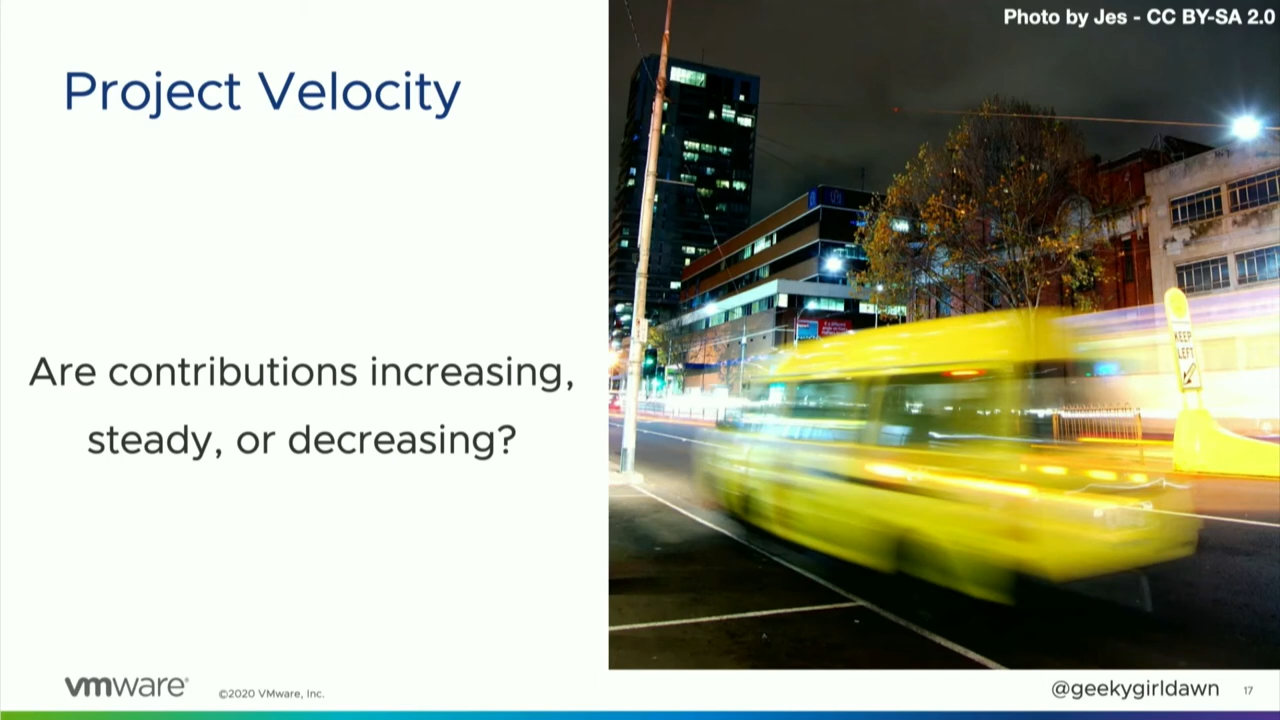 Photo by Jes - CC BY-SA 2.0
Project Velocity
Are contributions increasing,
steady, or decreasing?
KEEP
LEFT
vmware®
©2020 VMware, Inc.
@geekygirldawn
17